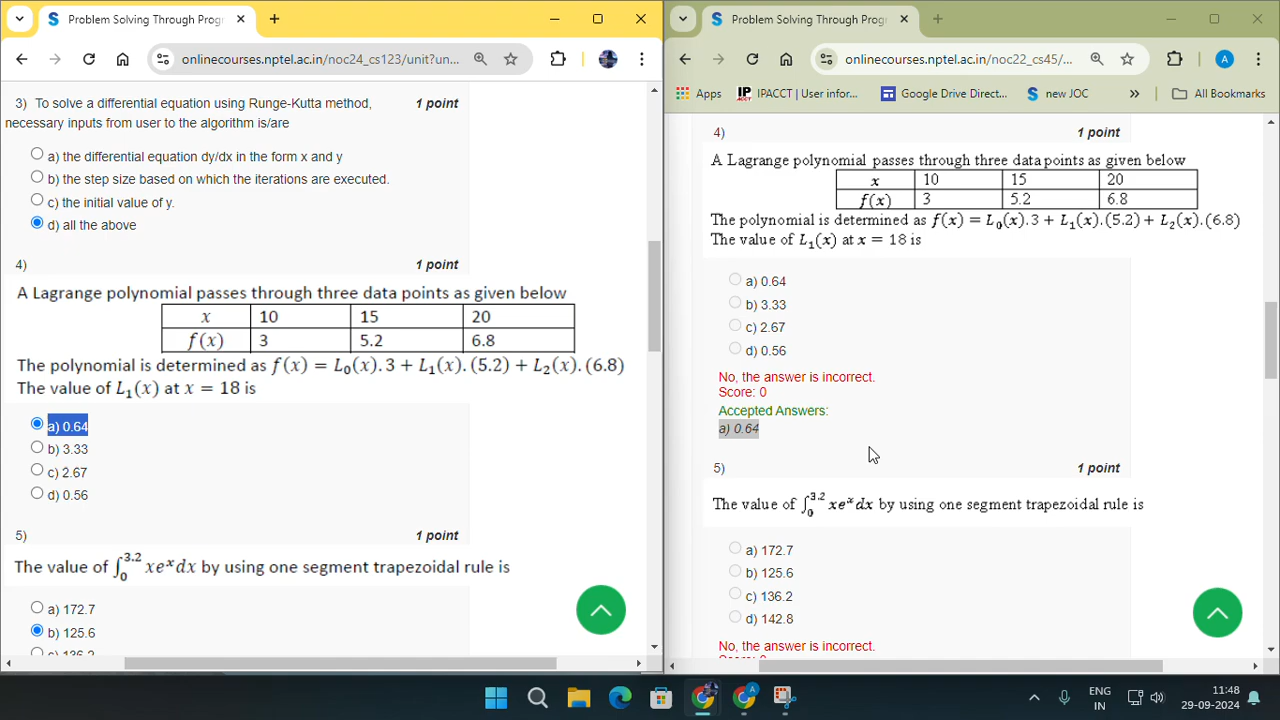 Problem Solving Through Prog
onlinecourses.nptel.ac.in/noc24_cs123/unit?un...
3) To solve a differential equation using Runge-Kutta method, 1 point
necessary inputs from user to the algorithm is/are
a) the differential equation dy/dx in the form x and y
b) the step size based on which the iterations are executed.
c) the initial value of y.
d) all the above
4) 1 point
A Lagrange polynomial passes through three data points as given below
x 10 15 20
f(x) 3 5.2 6.8
The polynomial is determined as f(x) = L₀(x).3 + L₁(x).(5.2) + L₂(x).(6.8)
The value of L₁(x) at x = 18 is
a) 0.64
b) 3.33
c) 2.67
d) 0.56
5) 1 point
The value of ∫₀^3.2 xeˣdx by using one segment trapezoidal rule is
a) 172.7
b) 125.6
c) 136.2
Problem Solving Through Prog
onlinecourses.nptel.ac.in/noc22_cs45/...
Apps IPACCT | User infor... Google Drive Direct... new JOC » All Bookmarks
4) 1 point
A Lagrange polynomial passes through three data points as given below
x 10 15 20
f(x) 3 5.2 6.8
The polynomial is determined as f(x) = L₀(x).3 + L₁(x).(5.2) + L₂(x).(6.8)
The value of L₁(x) at x = 18 is
a) 0.64
b) 3.33
c) 2.67
d) 0.56
No, the answer is incorrect.
Score: 0
Accepted Answers:
a) 0.64
5) 1 point
The value of ∫₀^3.2 xeˣdx by using one segment trapezoidal rule is
a) 172.7
b) 125.6
c) 136.2
d) 142.8
No, the answer is incorrect.
Score: 0
ENG
IN
11:48
29-09-2024